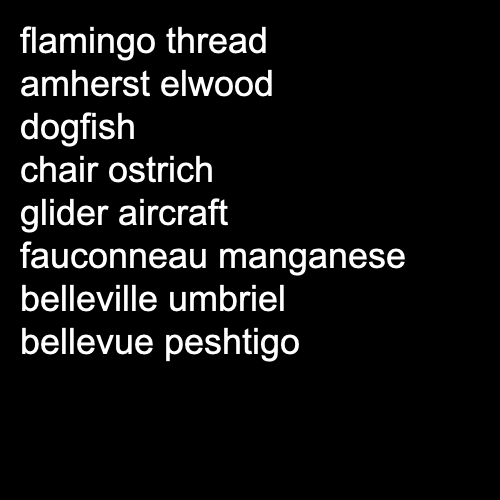 flamingo thread
amherst elwood
dogfish
chair ostrich
glider aircraft
fauconneau manganese
belleville umbriel
bellevue peshtigo